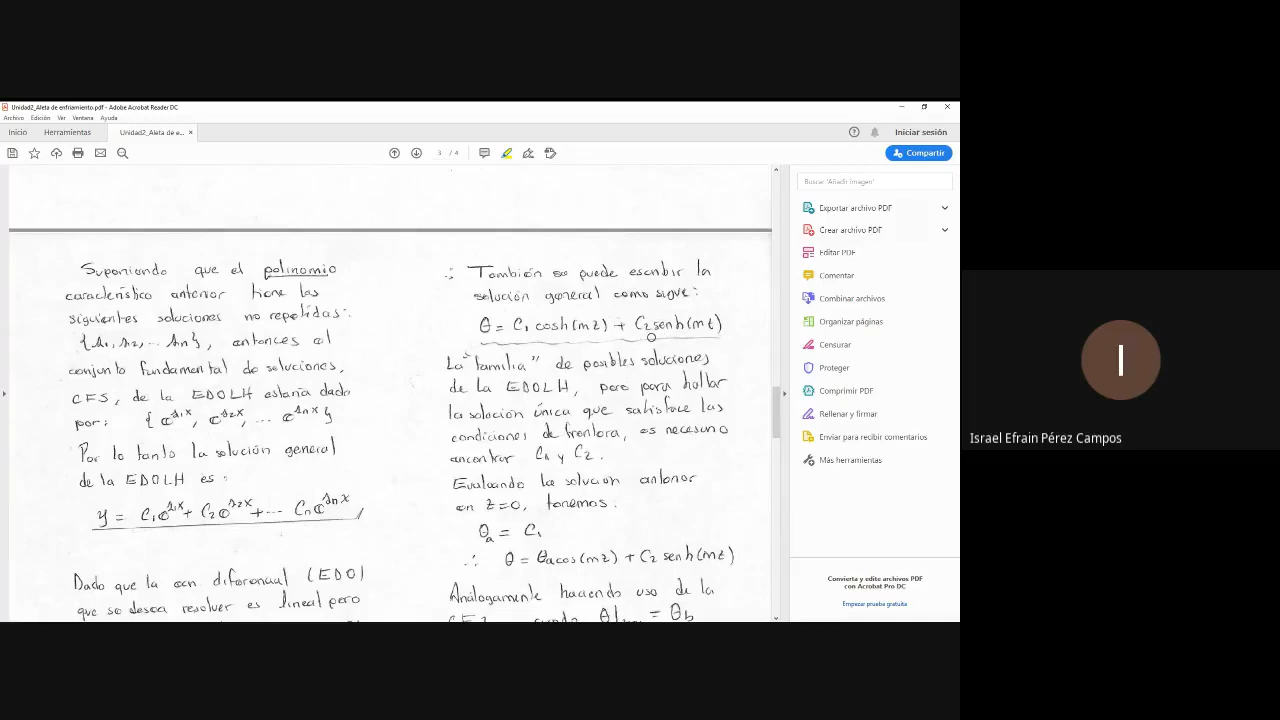 Unidad2_Aleta de enfriamiento.pdf - Adobe Acrobat Reader DC
Archivo Edición Ver Ventana Ayuda
Inicio Herramientas Unidad2_Aleta de e... × Iniciar sesión
3 / 4 Compartir
Suponiendo que el polinomio
característico anterior tiene las
siguientes soluciones no repetidas:
{λ1, λ2, ... λn}, entonces el
conjunto fundamental de soluciones,
CFS, de la EDOLH estaría dado
por: {e^λ1x, e^λ2x, ... e^λnx}
Por lo tanto la solución general
de la EDOLH es:
y = C1e^λ1x + C2e^λ2x + ... Cne^λnx
Dado que la ecn diferencial (EDO)
que se desea resolver es lineal pero
∴ También se puede escribir la
solución general como sigue:
θ = C1 cosh(mz) + C2 senh(mz)
La "familia" de posibles soluciones
de la EDOLH, pero para hallar
la solución única que satisface las
condiciones de frontera, es necesario
encontrar C1 y C2.
Evaluando la solución anterior
en z=0, tenemos:
θa = C1
∴ θ = θa cos(mz) + C2 senh(mz)
Análogamente haciendo uso de la
= θb
Buscar 'Añadir imagen'
Exportar archivo PDF
Crear archivo PDF
Editar PDF
Comentar
Combinar archivos
Organizar páginas
Censurar
Proteger
Comprimir PDF
Rellenar y firmar
Enviar para recibir comentarios
Más herramientas
Convierta y edite archivos PDF
con Acrobat Pro DC
Empezar prueba gratuita
I
Israel Efrain Pérez Campos